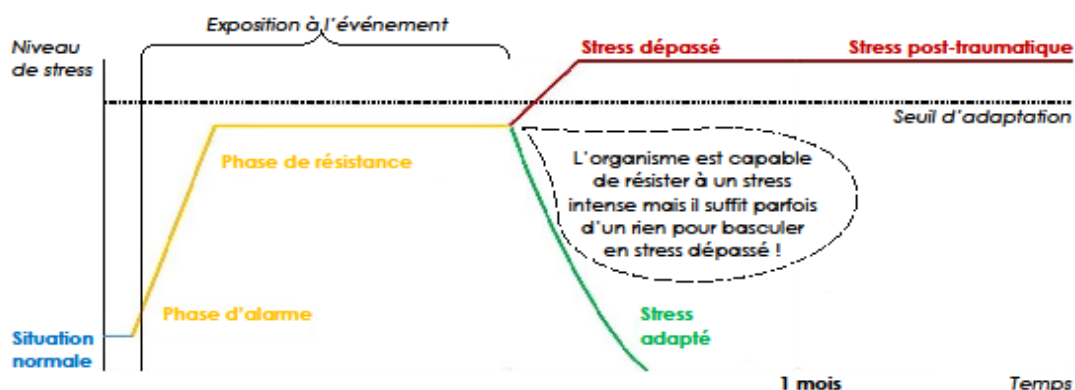 Exposition à l'événement
Niveau
de stress
Stress dépassé
Stress post-traumatique
Seuil d'adaptation
Phase de résistance
L'organisme est capable
de résister à un stress
intense mais il suffit parfois
d'un rien pour basculer
en stress dépassé !
Phase d'alarme
Stress
adapté
Situation
normale
1 mois
Temps